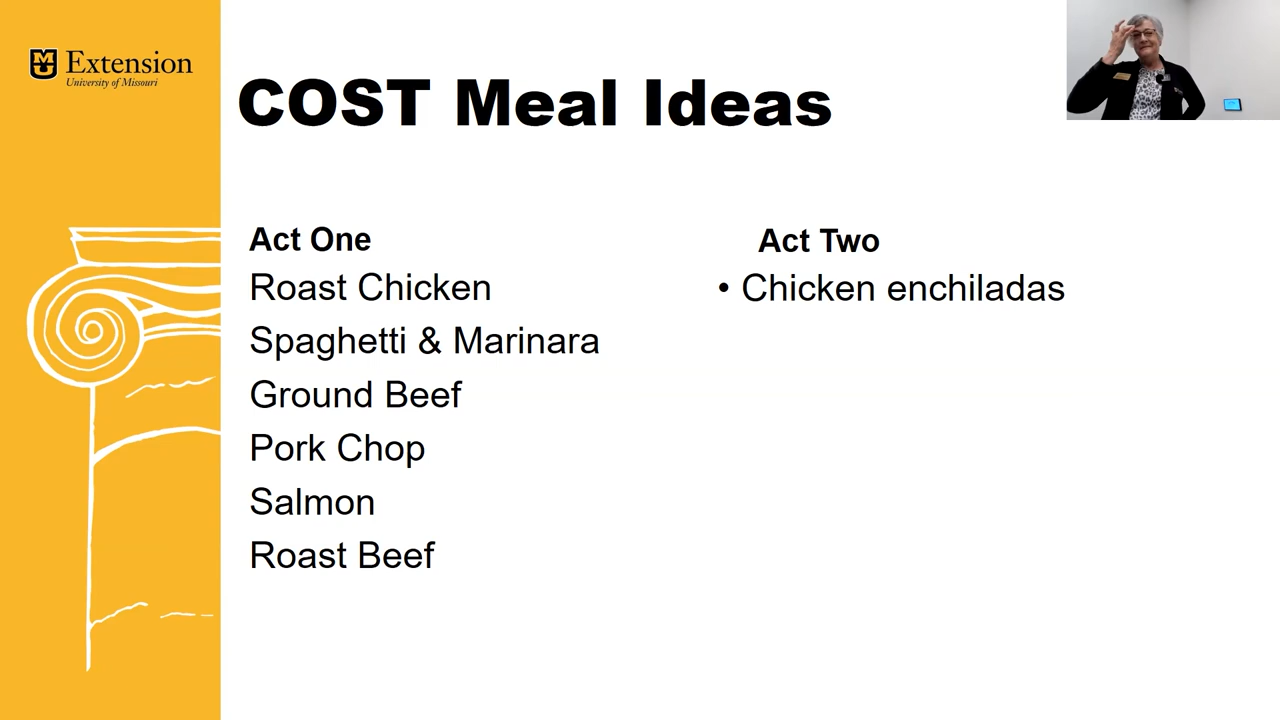 MU
Extension
University of Missouri
COST Meal Ideas
Act One
Roast Chicken
Spaghetti & Marinara
Ground Beef
Pork Chop
Salmon
Roast Beef
Act Two
• Chicken enchiladas